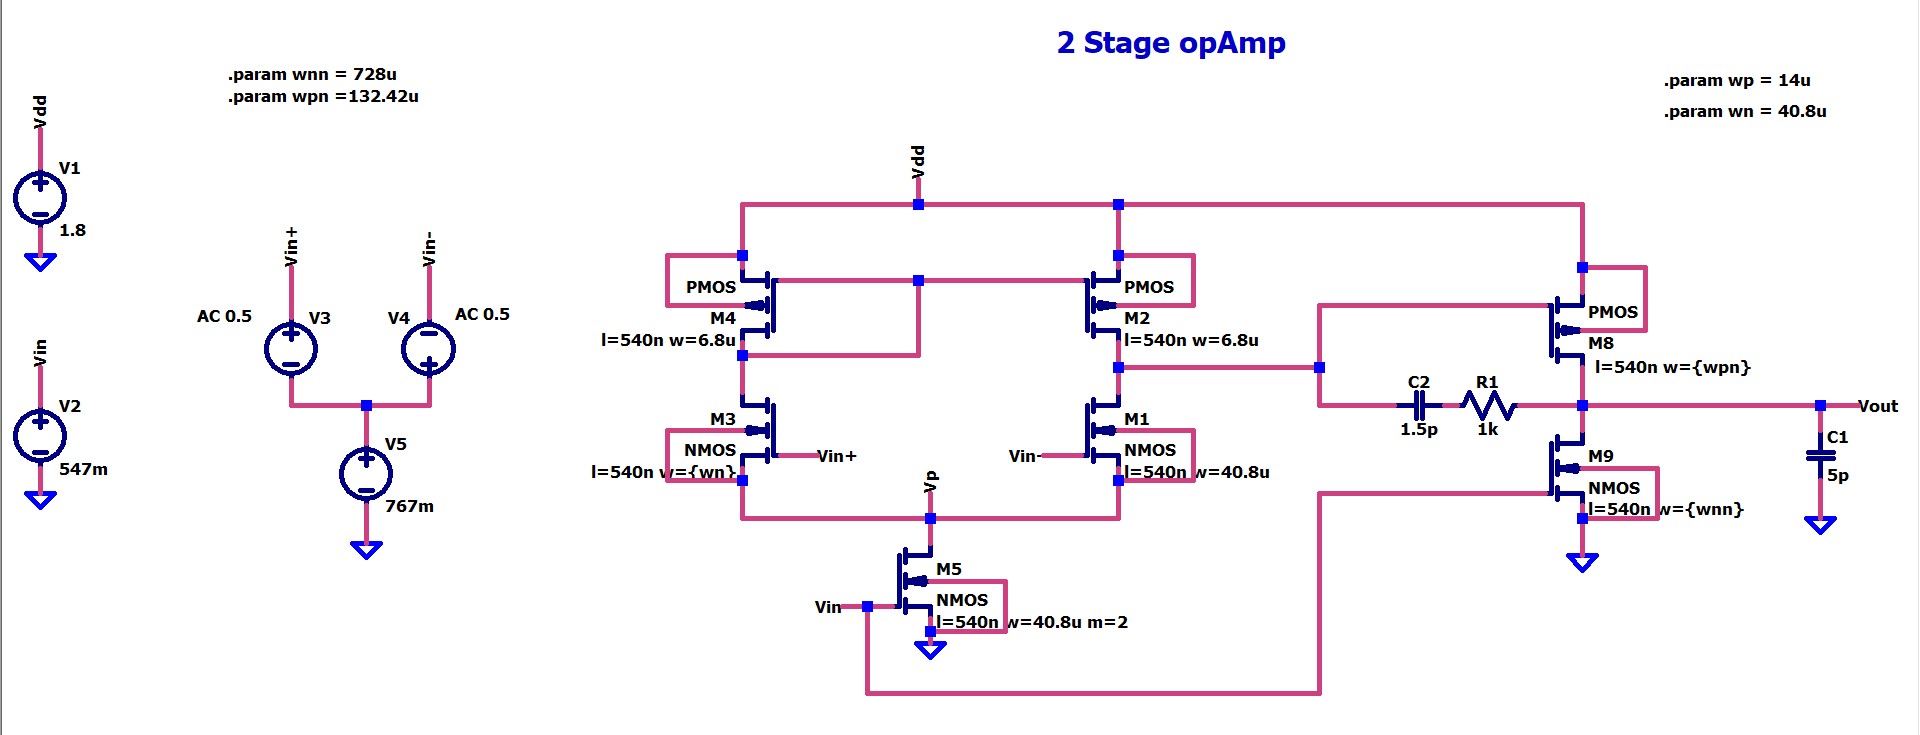 2 Stage opAmp
.param wnn = 728u
.param wpn =132.42u
.param wp = 14u
.param wn = 40.8u
Vdd
V1
1.8
Vin
V2
547m
Vin+
Vin-
AC 0.5
V3
V4
AC 0.5
V5
767m
Vdd
PMOS
M4
l=540n w=6.8u
PMOS
M2
l=540n w=6.8u
M3
NMOS
l=540n w={wn}
Vin+
Vin-
M1
NMOS
l=540n w=40.8u
Vp
M5
NMOS
l=540n w=40.8u m=2
Vin
PMOS
M8
l=540n w={wpn}
C2
1.5p
R1
1k
Vout
C1
5p
M9
NMOS
l=540n w={wnn}